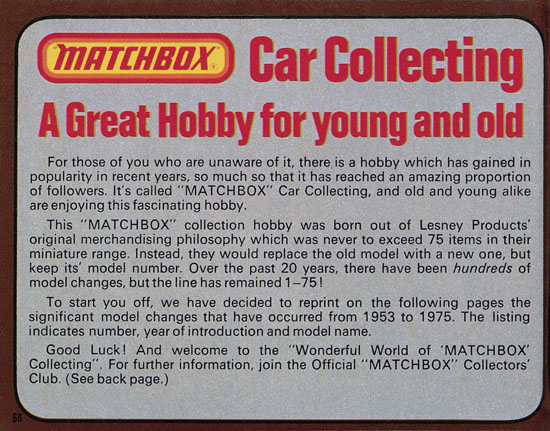 "MATCHBOX" Car Collecting
A Great Hobby for young and old
For those of you who are unaware of it, there is a hobby which has gained in
popularity in recent years, so much so that it has reached an amazing proportion
of followers. It's called "MATCHBOX" Car Collecting, and old and young alike
are enjoying this fascinating hobby.
This "MATCHBOX" collection hobby was born out of Lesney Products'
original merchandising philosophy which was never to exceed 75 items in their
miniature range. Instead, they would replace the old model with a new one, but
keep its' model number. Over the past 20 years, there have been hundreds of
model changes, but the line has remained 1–75!
To start you off, we have decided to reprint on the following pages the
significant model changes that have occurred from 1953 to 1975. The listing
indicates number, year of introduction and model name.
Good Luck! And welcome to the "Wonderful World of 'MATCHBOX'
Collecting". For further information, join the Official "MATCHBOX" Collectors'
Club. (See back page.)